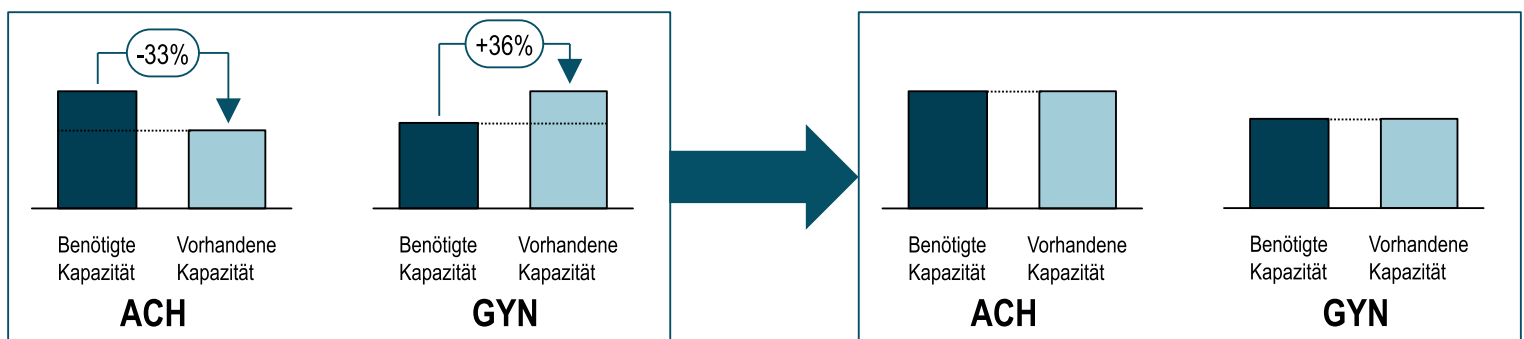 -33%
+36%
Benötigte Vorhandene
Kapazität Kapazität
ACH
Benötigte Vorhandene
Kapazität Kapazität
GYN
Benötigte Vorhandene
Kapazität Kapazität
ACH
Benötigte Vorhandene
Kapazität Kapazität
GYN